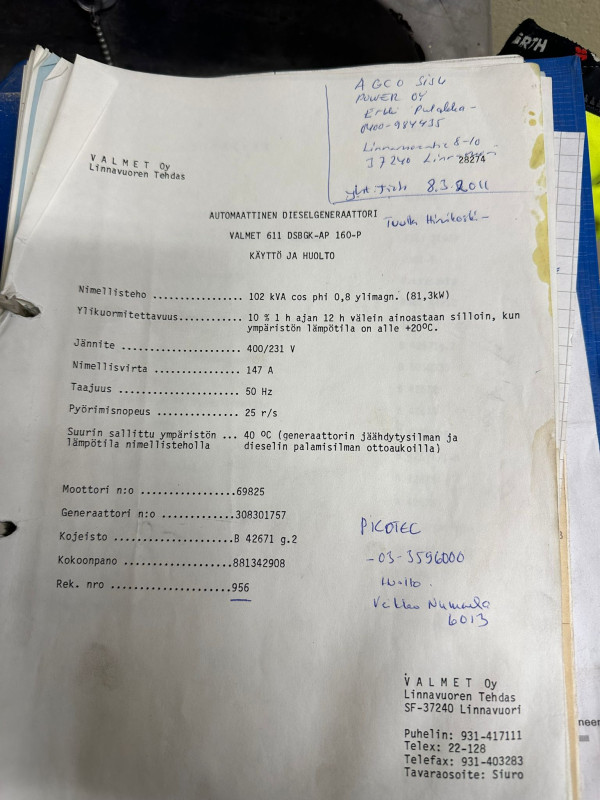 iRTH
AGCO Sisu
POWER OY
Erkki
0400-984435
Linnavuorentie 8-10
37240
28274
8.3.2011
V A L M E T Oy
Linnavuoren Tehdas
AUTOMAATTINEN DIESELGENERAATTORI
Tuula
VALMET 611 DSBGK-AP 160-P
KÄYTTÖ JA HUOLTO
Nimellisteho ................ 102 kVA cos phi 0,8 ylimagn. (81,3kW)
Ylikuormitettavuus............ 10 % 1 h ajan 12 h välein ainoastaan silloin, kun
ympäristön lämpötila on alle +20ºC.
Jännite ..................... 400/231 V
Nimellisvirta ............... 147 A
Taajuus ..................... 50 Hz
Pyörimisnopeus .............. 25 r/s
Suurin sallittu ympäristön ... 40 ºC (generaattorin jäähdytysilman ja
lämpötila nimellisteholla dieselin palamisilman ottoaukoilla)
Moottori n:o ................69825
Generaattori n:o ............308301757
Kojeisto ....................B 42671 g.2
Kokoonpano ..................881342908
Rek. nro ....................956
PICOTEC
-03-3596000
6013
V A L M E T Oy
Linnavuoren Tehdas
SF-37240 Linnavuori
Puhelin: 931-417111
Telex: 22-128
Telefax: 931-403283
Tavaraosoite: Siuro